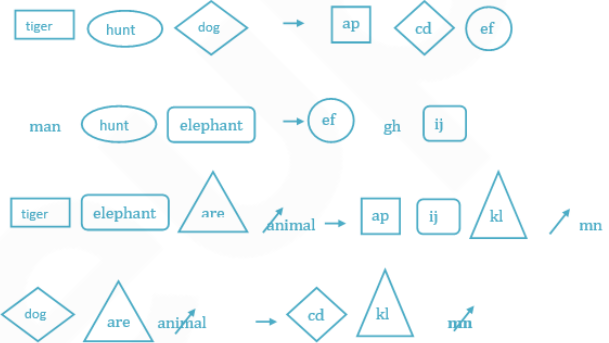 tiger hunt dog → ap cd ef
man hunt elephant → ef gh ij
tiger elephant are animal → ap ij kl mn
dog are animal → cd kl mn